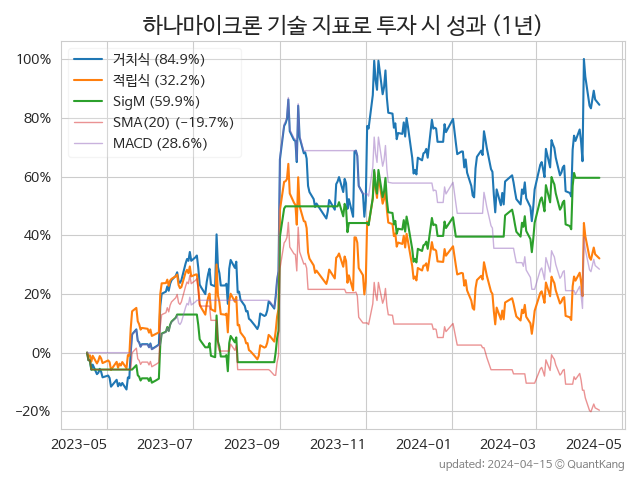 하나마이크론 기술 지표로 투자 시 성과 (1년)
100%
80%
60%
40%
20%
0%
−20%
거치식 (84.9%)
적립식 (32.2%)
SigM (59.9%)
SMA(20) (−19.7%)
MACD (28.6%)
2023-05 2023-07 2023-09 2023-11 2024-01 2024-03 2024-05
updated: 2024-04-15 © QuantKang